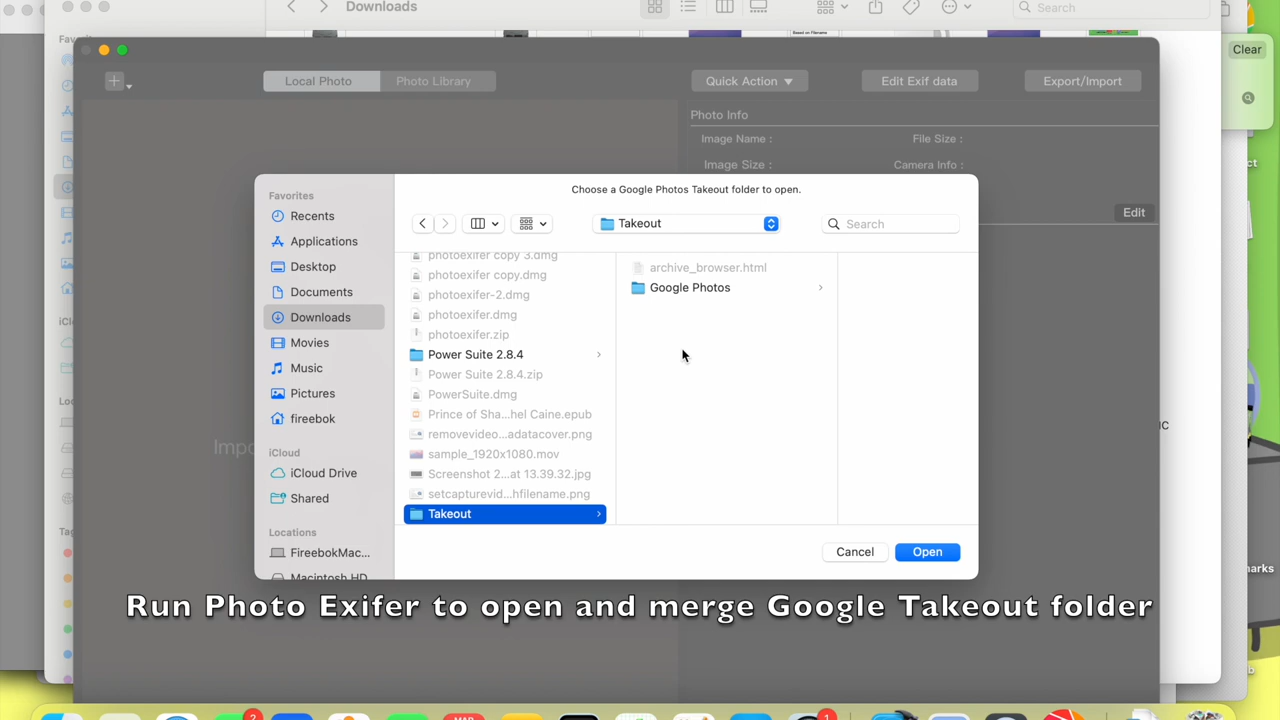 Downloads
Search
Clear
Local Photo
Photo Library
Quick Action
Edit Exif data
Export/Import
Photo Info
Image Name :
File Size :
Image Size :
Camera Info :
Edit
Choose a Google Photos Takeout folder to open.
Takeout
Search
Favorites
Recents
Applications
Desktop
Documents
Downloads
Movies
Music
Pictures
fireebok
iCloud
iCloud Drive
Shared
Locations
FireebokMac...
Macintosh HD
photoexifer copy 3.dmg
photoexifer copy.dmg
photoexifer-2.dmg
photoexifer.dmg
photoexifer.zip
Power Suite 2.8.4
Power Suite 2.8.4.zip
PowerSuite.dmg
Prince of Sha...hel Caine.epub
removevideo...adatacover.png
sample_1920x1080.mov
Screenshot 2...at 13.39.32.jpg
setcapturevid...hfilename.png
Takeout
archive_browser.html
Google Photos
Cancel
Open
Run Photo Exifer to open and merge Google Takeout folder